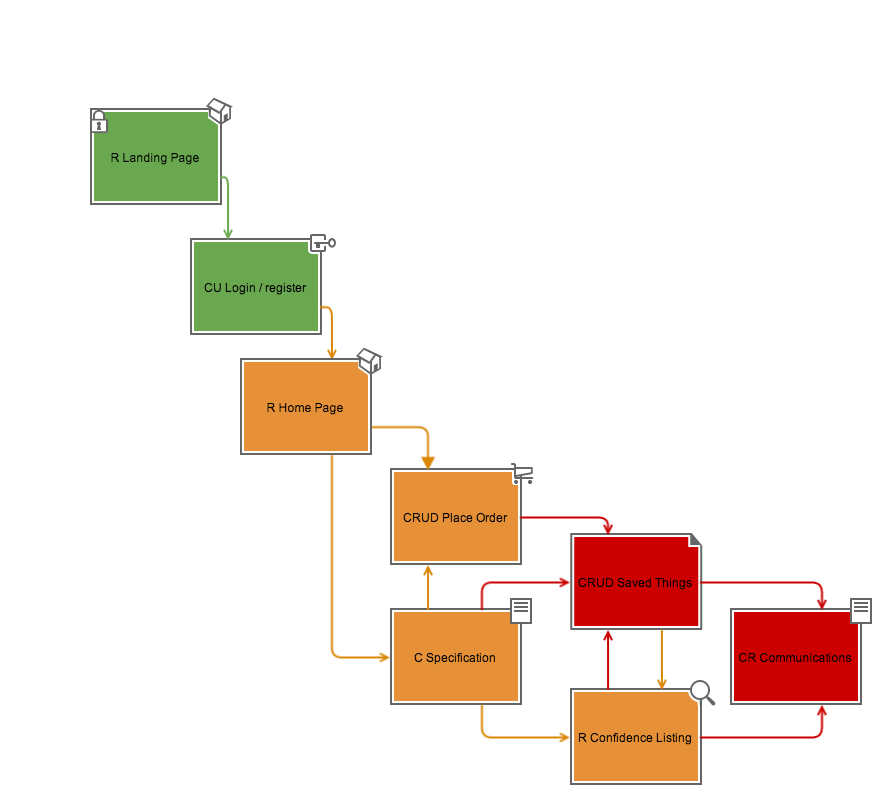 R Landing Page
CU Login / register
R Home Page
CRUD Place Order
CRUD Saved Things
C Specification
CR Communications
R Confidence Listing